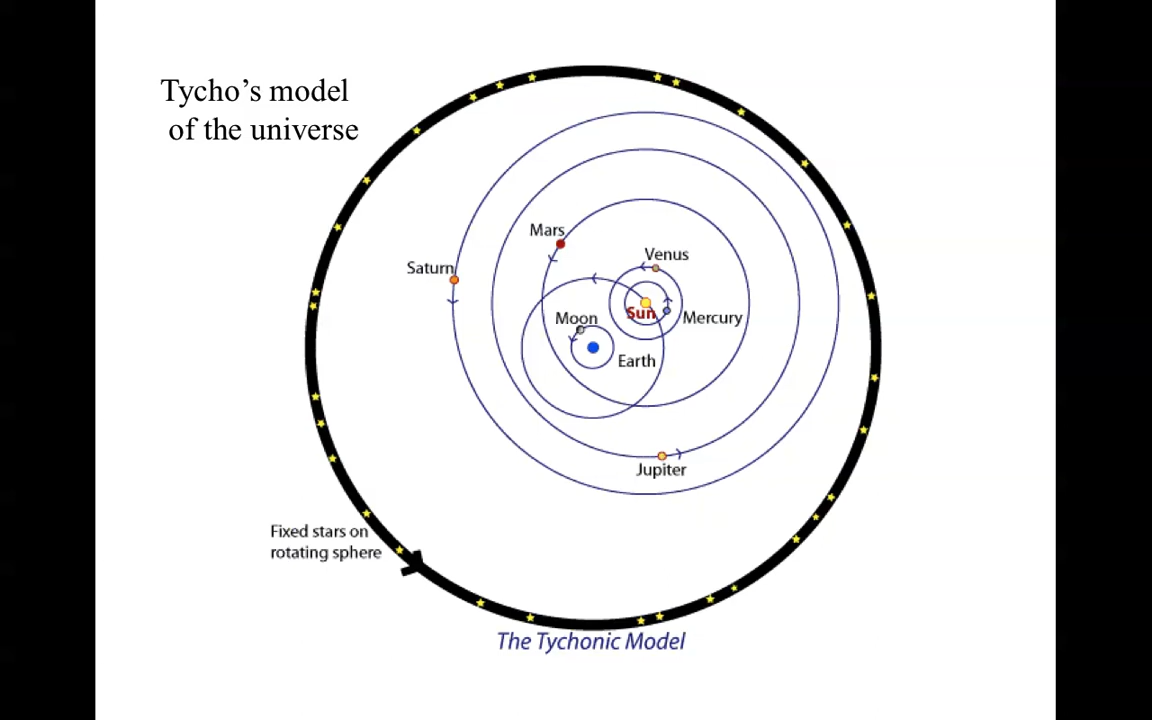 Tycho’s model
of the universe
Mars
Venus
Saturn
Sun
Moon
Mercury
Earth
Jupiter
Fixed stars on
rotating sphere
The Tychonic Model